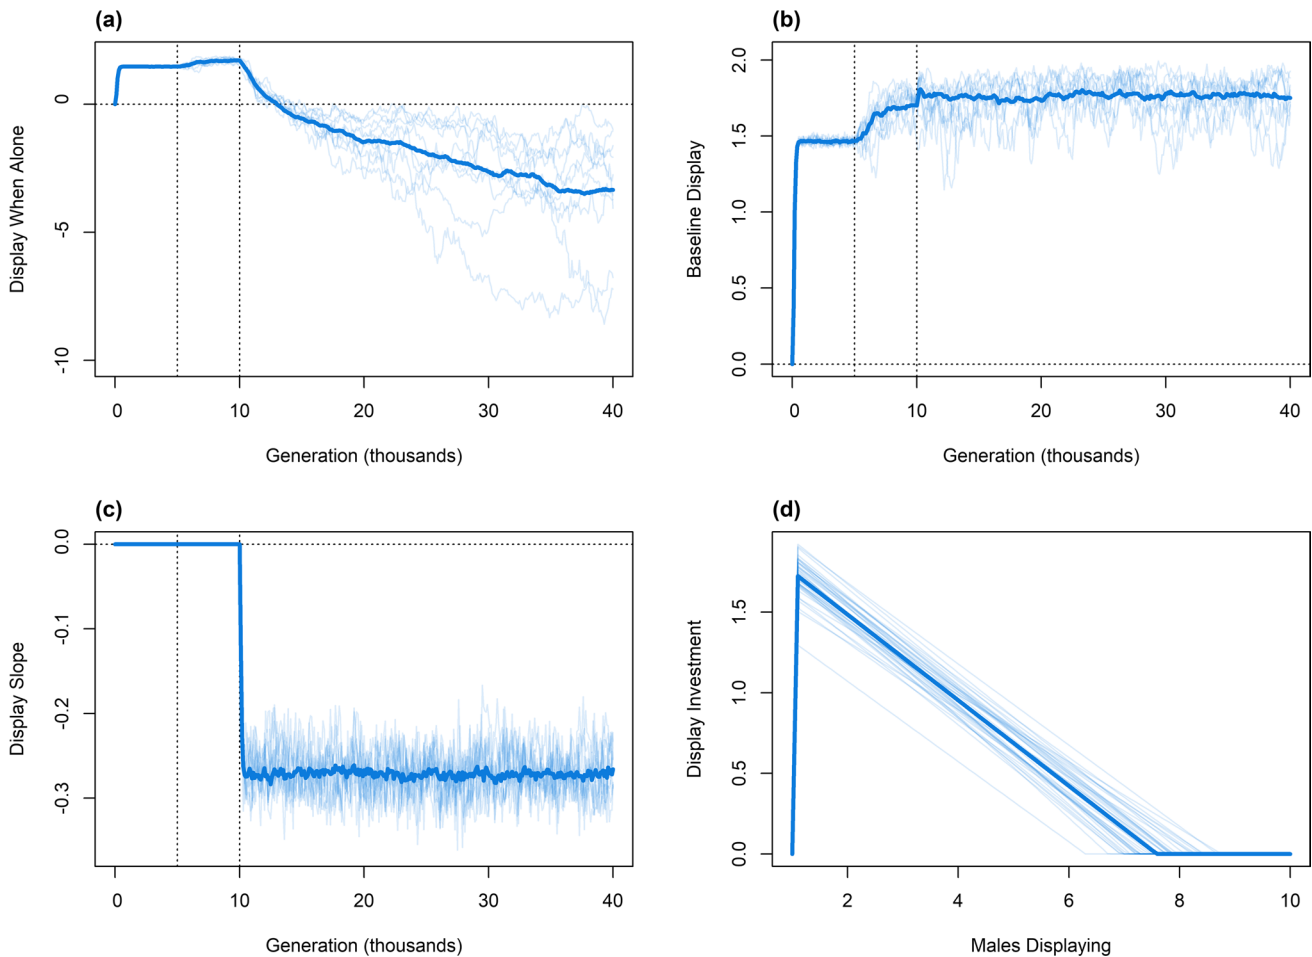 (a)
Display When Alone
0
-5
-10
0 10 20 30 40
Generation (thousands)
(b)
Baseline Display
2.0
1.5
1.0
0.5
0.0
0 10 20 30 40
Generation (thousands)
(c)
Display Slope
0.0
-0.1
-0.2
-0.3
0 10 20 30 40
Generation (thousands)
(d)
Display Investment
1.5
1.0
0.5
0.0
2 4 6 8 10
Males Displaying